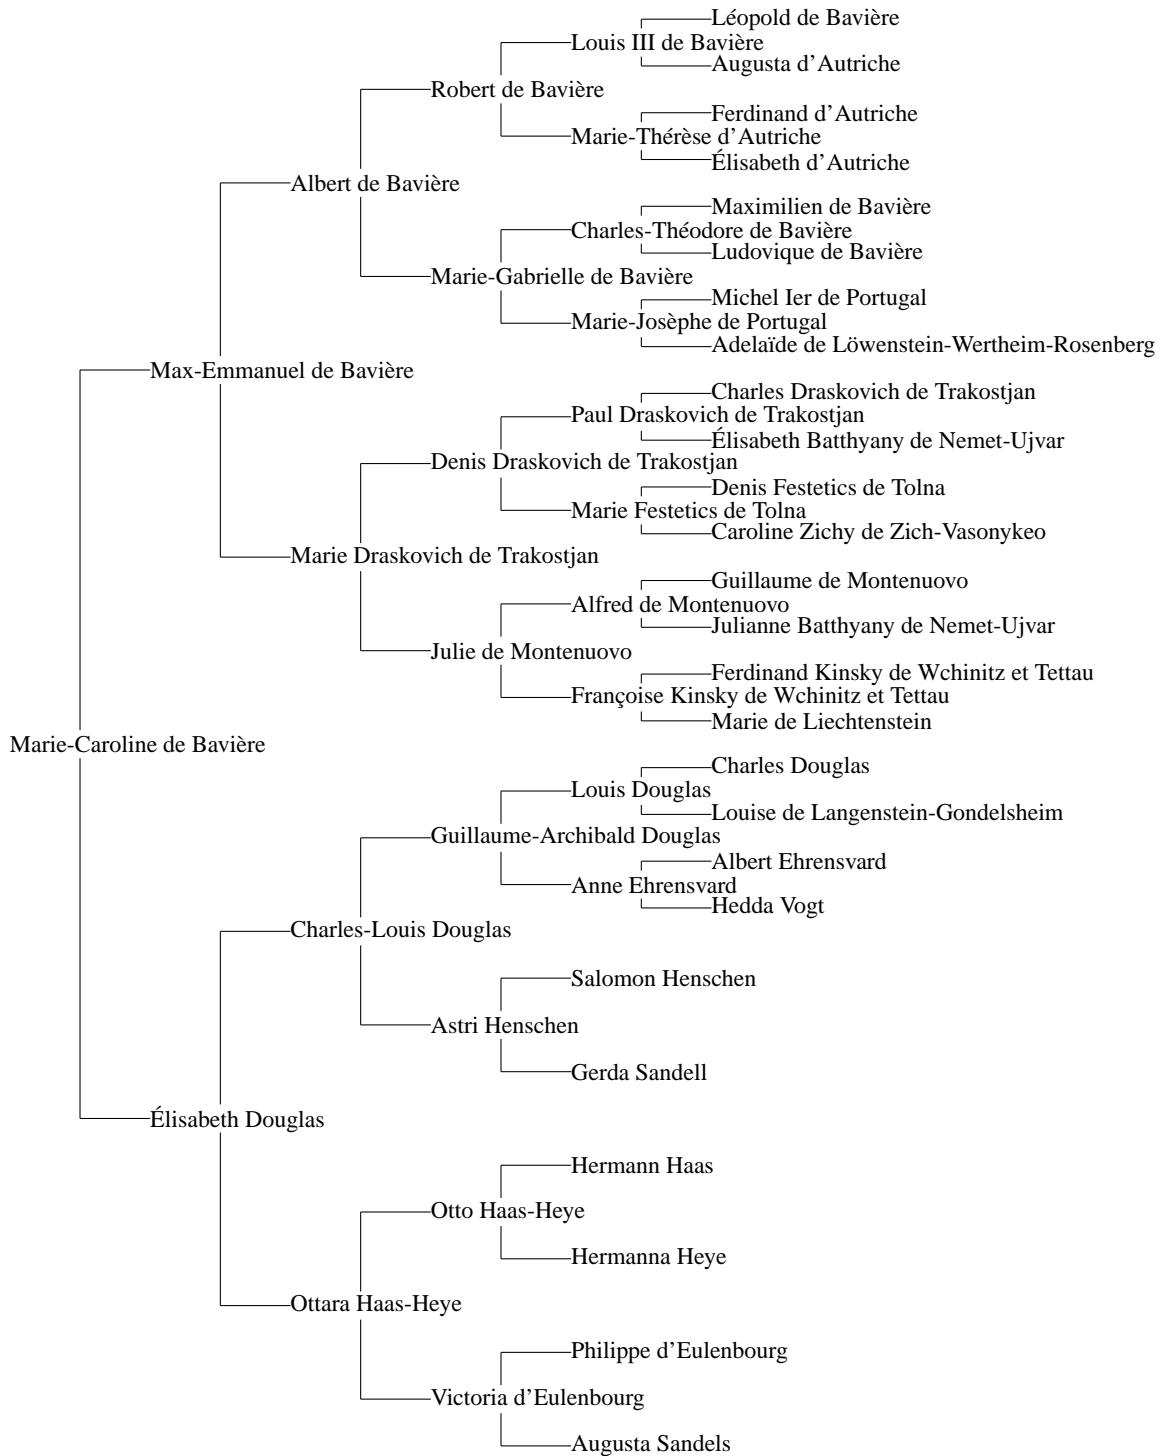 Léopold de Bavière
Louis III de Bavière
Augusta d'Autriche
Robert de Bavière
Ferdinand d'Autriche
Marie-Thérèse d'Autriche
Élisabeth d'Autriche
Albert de Bavière
Maximilien de Bavière
Charles-Théodore de Bavière
Ludovique de Bavière
Marie-Gabrielle de Bavière
Michel Ier de Portugal
Marie-Josèphe de Portugal
Adelaïde de Löwenstein-Wertheim-Rosenberg
Max-Emmanuel de Bavière
Charles Draskovich de Trakostjan
Paul Draskovich de Trakostjan
Élisabeth Batthyany de Nemet-Ujvar
Denis Draskovich de Trakostjan
Denis Festetics de Tolna
Marie Festetics de Tolna
Caroline Zichy de Zich-Vasonykeo
Marie Draskovich de Trakostjan
Guillaume de Montenuovo
Alfred de Montenuovo
Julianne Batthyany de Nemet-Ujvar
Julie de Montenuovo
Ferdinand Kinsky de Wchinitz et Tettau
Françoise Kinsky de Wchinitz et Tettau
Marie de Liechtenstein
Marie-Caroline de Bavière
Charles Douglas
Louis Douglas
Louise de Langenstein-Gondelsheim
Guillaume-Archibald Douglas
Albert Ehrensvard
Anne Ehrensvard
Hedda Vogt
Charles-Louis Douglas
Salomon Henschen
Astri Henschen
Gerda Sandell
Élisabeth Douglas
Hermann Haas
Otto Haas-Heye
Hermanna Heye
Ottara Haas-Heye
Philippe d'Eulenbourg
Victoria d'Eulenbourg
Augusta Sandels